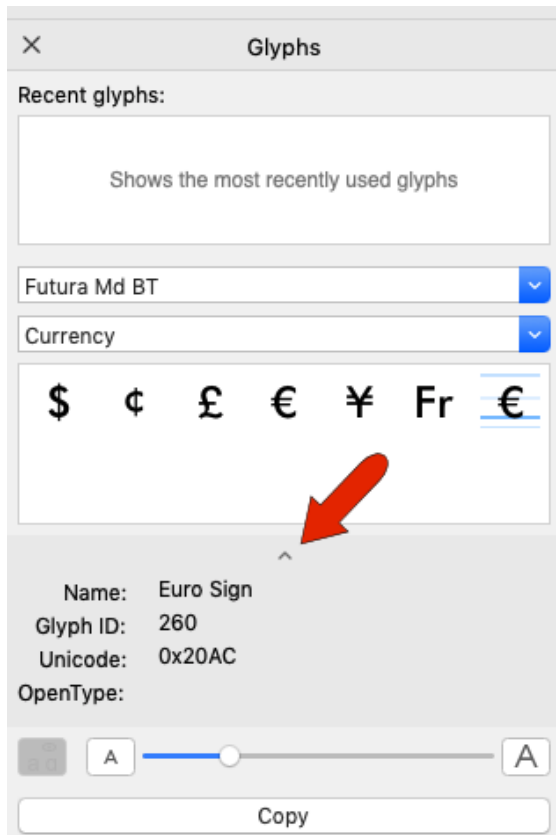 Glyphs
Recent glyphs:
Shows the most recently used glyphs
Futura Md BT
Currency
$ ¢ £ € ¥ Fr €
Name: Euro Sign
Glyph ID: 260
Unicode: 0x20AC
OpenType:
A A
Copy